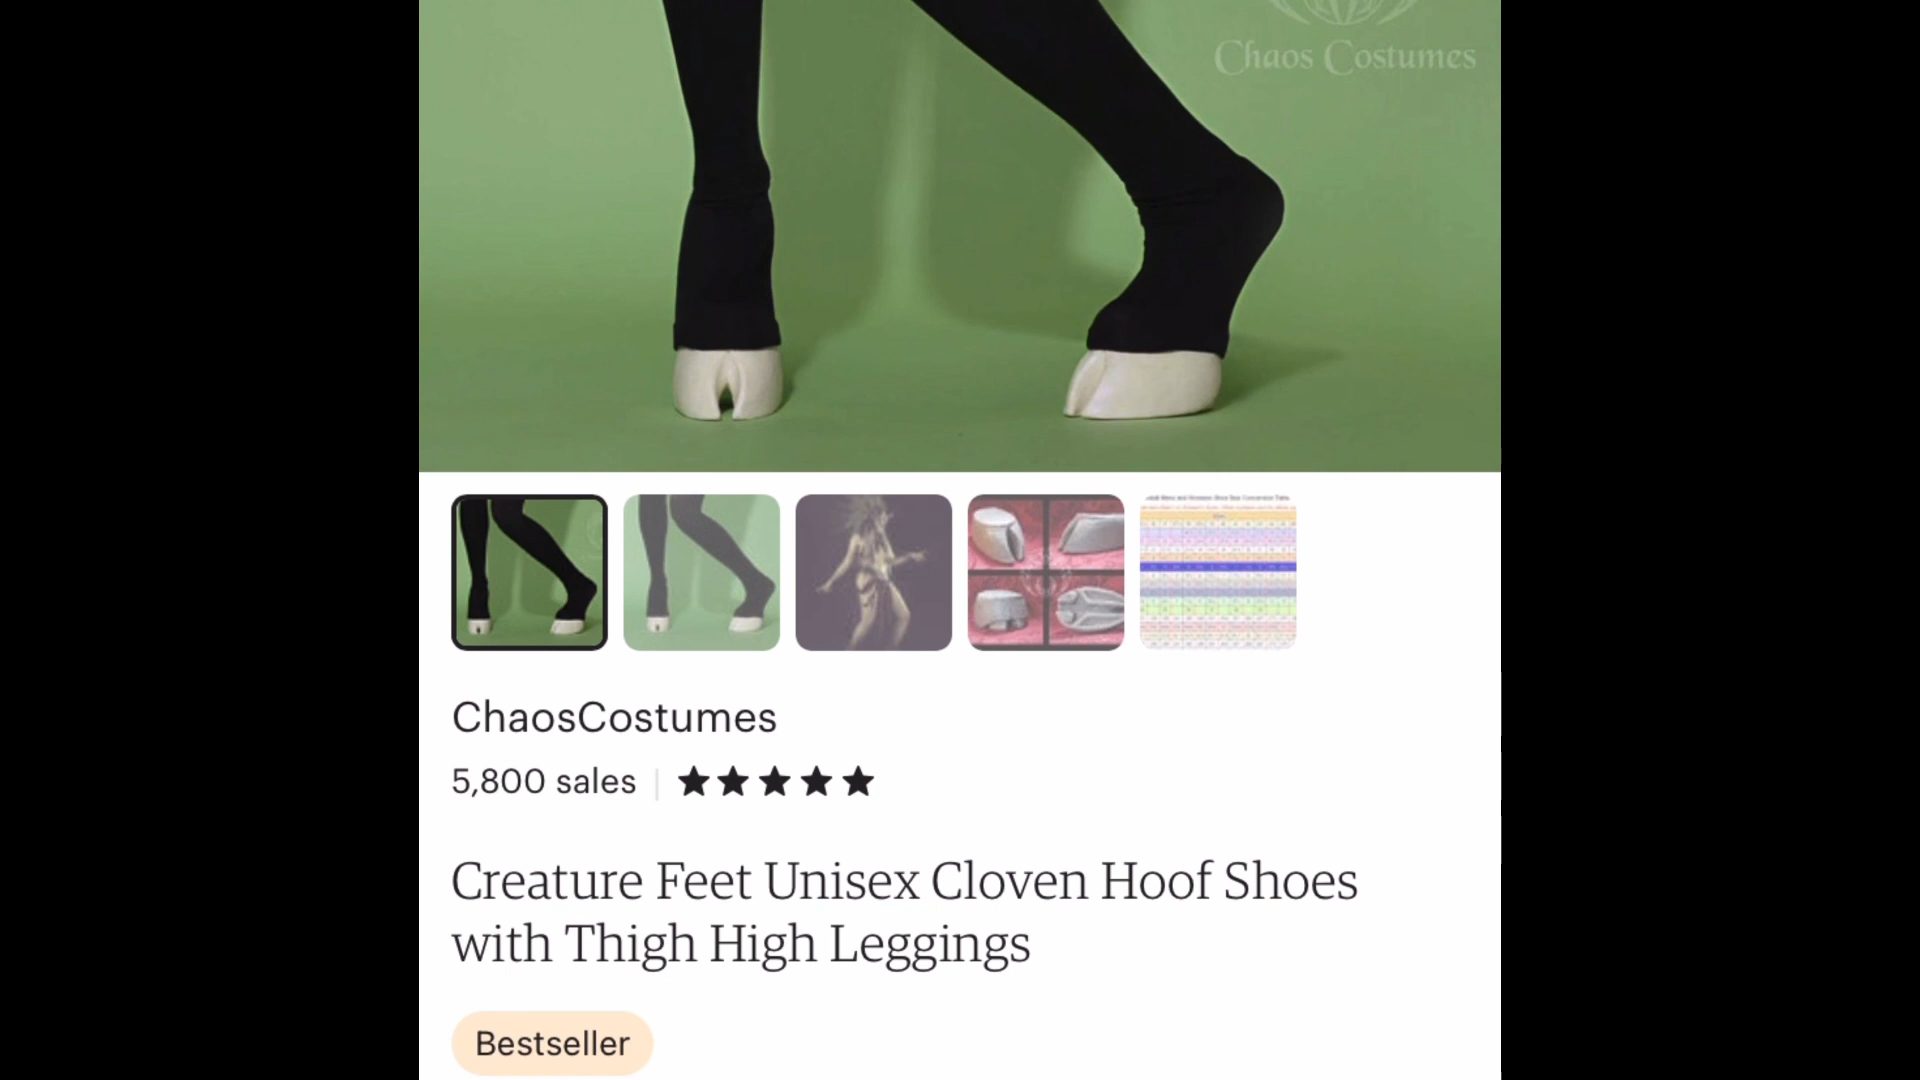 Chaos Costumes
ChaosCostumes
5,800 sales
Creature Feet Unisex Cloven Hoof Shoes
with Thigh High Leggings
Bestseller